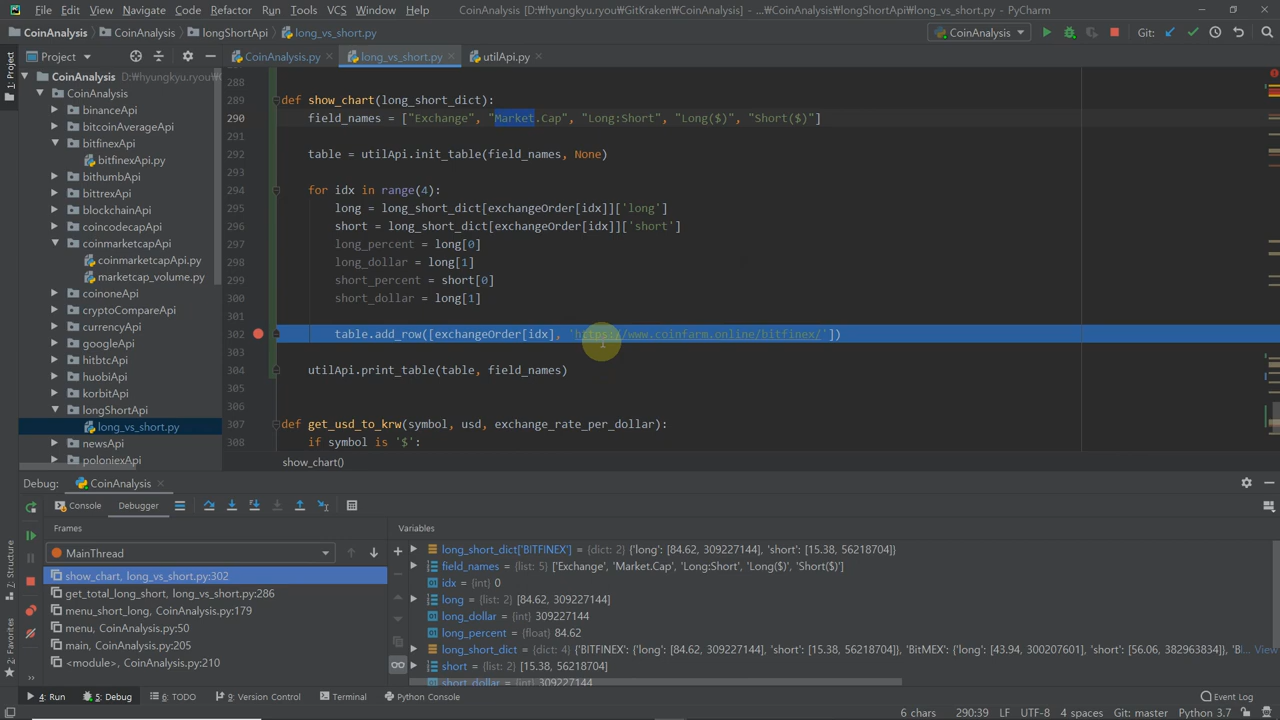 File Edit View Navigate Code Refactor Run Tools VCS Window Help CoinAnalysis [D:₩hyungkyu.ryou₩GitKraken₩CoinAnalysis] - ...₩CoinAnalysis₩longShortApi₩long_vs_short.py - PyCharm
CoinAnalysis CoinAnalysis longShortApi long_vs_short.py CoinAnalysis Git:
1: Project
Project CoinAnalysis.py long_vs_short.py utilApi.py
CoinAnalysis D:₩hyungkyu.ryou₩GitKraken₩
CoinAnalysis
binanceApi
bitcoinAverageApi
bitfinexApi
bitfinexApi.py
bithumbApi
bittrexApi
blockchainApi
coincodecapApi
coinmarketcapApi
coinmarketcapApi.py
marketcap_volume.py
coinoneApi
cryptoCompareApi
currencyApi
googleApi
hitbtcApi
huobiApi
korbitApi
longShortApi
long_vs_short.py
newsApi
poloniexApi
288
289 def show_chart(long_short_dict):
290 field_names = ["Exchange", "Market.Cap", "Long:Short", "Long($)", "Short($)"]
291
292 table = utilApi.init_table(field_names, None)
293
294 for idx in range(4):
295 long = long_short_dict[exchangeOrder[idx]]['long']
296 short = long_short_dict[exchangeOrder[idx]]['short']
297 long_percent = long[0]
298 long_dollar = long[1]
299 short_percent = short[0]
300 short_dollar = long[1]
301
302 table.add_row([exchangeOrder[idx], 'https://www.coinfarm.online/bitfinex/'])
303
304 utilApi.print_table(table, field_names)
305
306
307 def get_usd_to_krw(symbol, usd, exchange_rate_per_dollar):
308 if symbol is '$':
show_chart()
Debug: CoinAnalysis
Console Debugger
Frames
MainThread
show_chart, long_vs_short.py:302
get_total_long_short, long_vs_short.py:286
menu_short_long, CoinAnalysis.py:179
menu, CoinAnalysis.py:50
main, CoinAnalysis.py:205
<module>, CoinAnalysis.py:210
Variables
long_short_dict['BITFINEX'] = {dict: 2} {'long': [84.62, 309227144], 'short': [15.38, 56218704]}
field_names = {list: 5} ['Exchange', 'Market.Cap', 'Long:Short', 'Long($)', 'Short($)']
idx = {int} 0
long = {list: 2} [84.62, 309227144]
long_dollar = {int} 309227144
long_percent = {float} 84.62
long_short_dict = {dict: 4} {'BITFINEX': {'long': [84.62, 309227144], 'short': [15.38, 56218704]}, 'BitMEX': {'long': [43.94, 300207601], 'short': [56.06, 382963834]}, 'Bl... View
short = {list: 2} [15.38, 56218704]
short_dollar = {int} 309227144
7: Structure
2: Favorites
4: Run 5: Debug 6: TODO 9: Version Control Terminal Python Console Event Log
6 chars 290:39 LF UTF-8 4 spaces Git: master Python 3.7